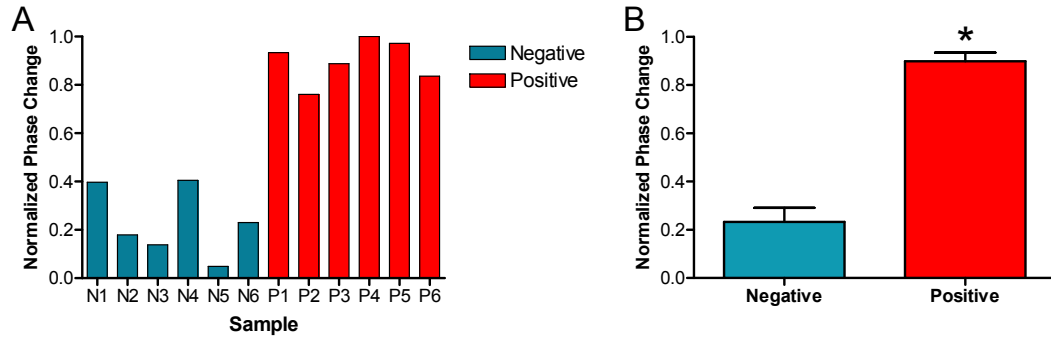 A
Normalized Phase Change
1.0
0.8
0.6
0.4
0.2
0.0
N1 N2 N3 N4 N5 N6 P1 P2 P3 P4 P5 P6
Sample
Negative
Positive
B
Normalized Phase Change
1.0
0.8
0.6
0.4
0.2
0.0
*
Negative Positive